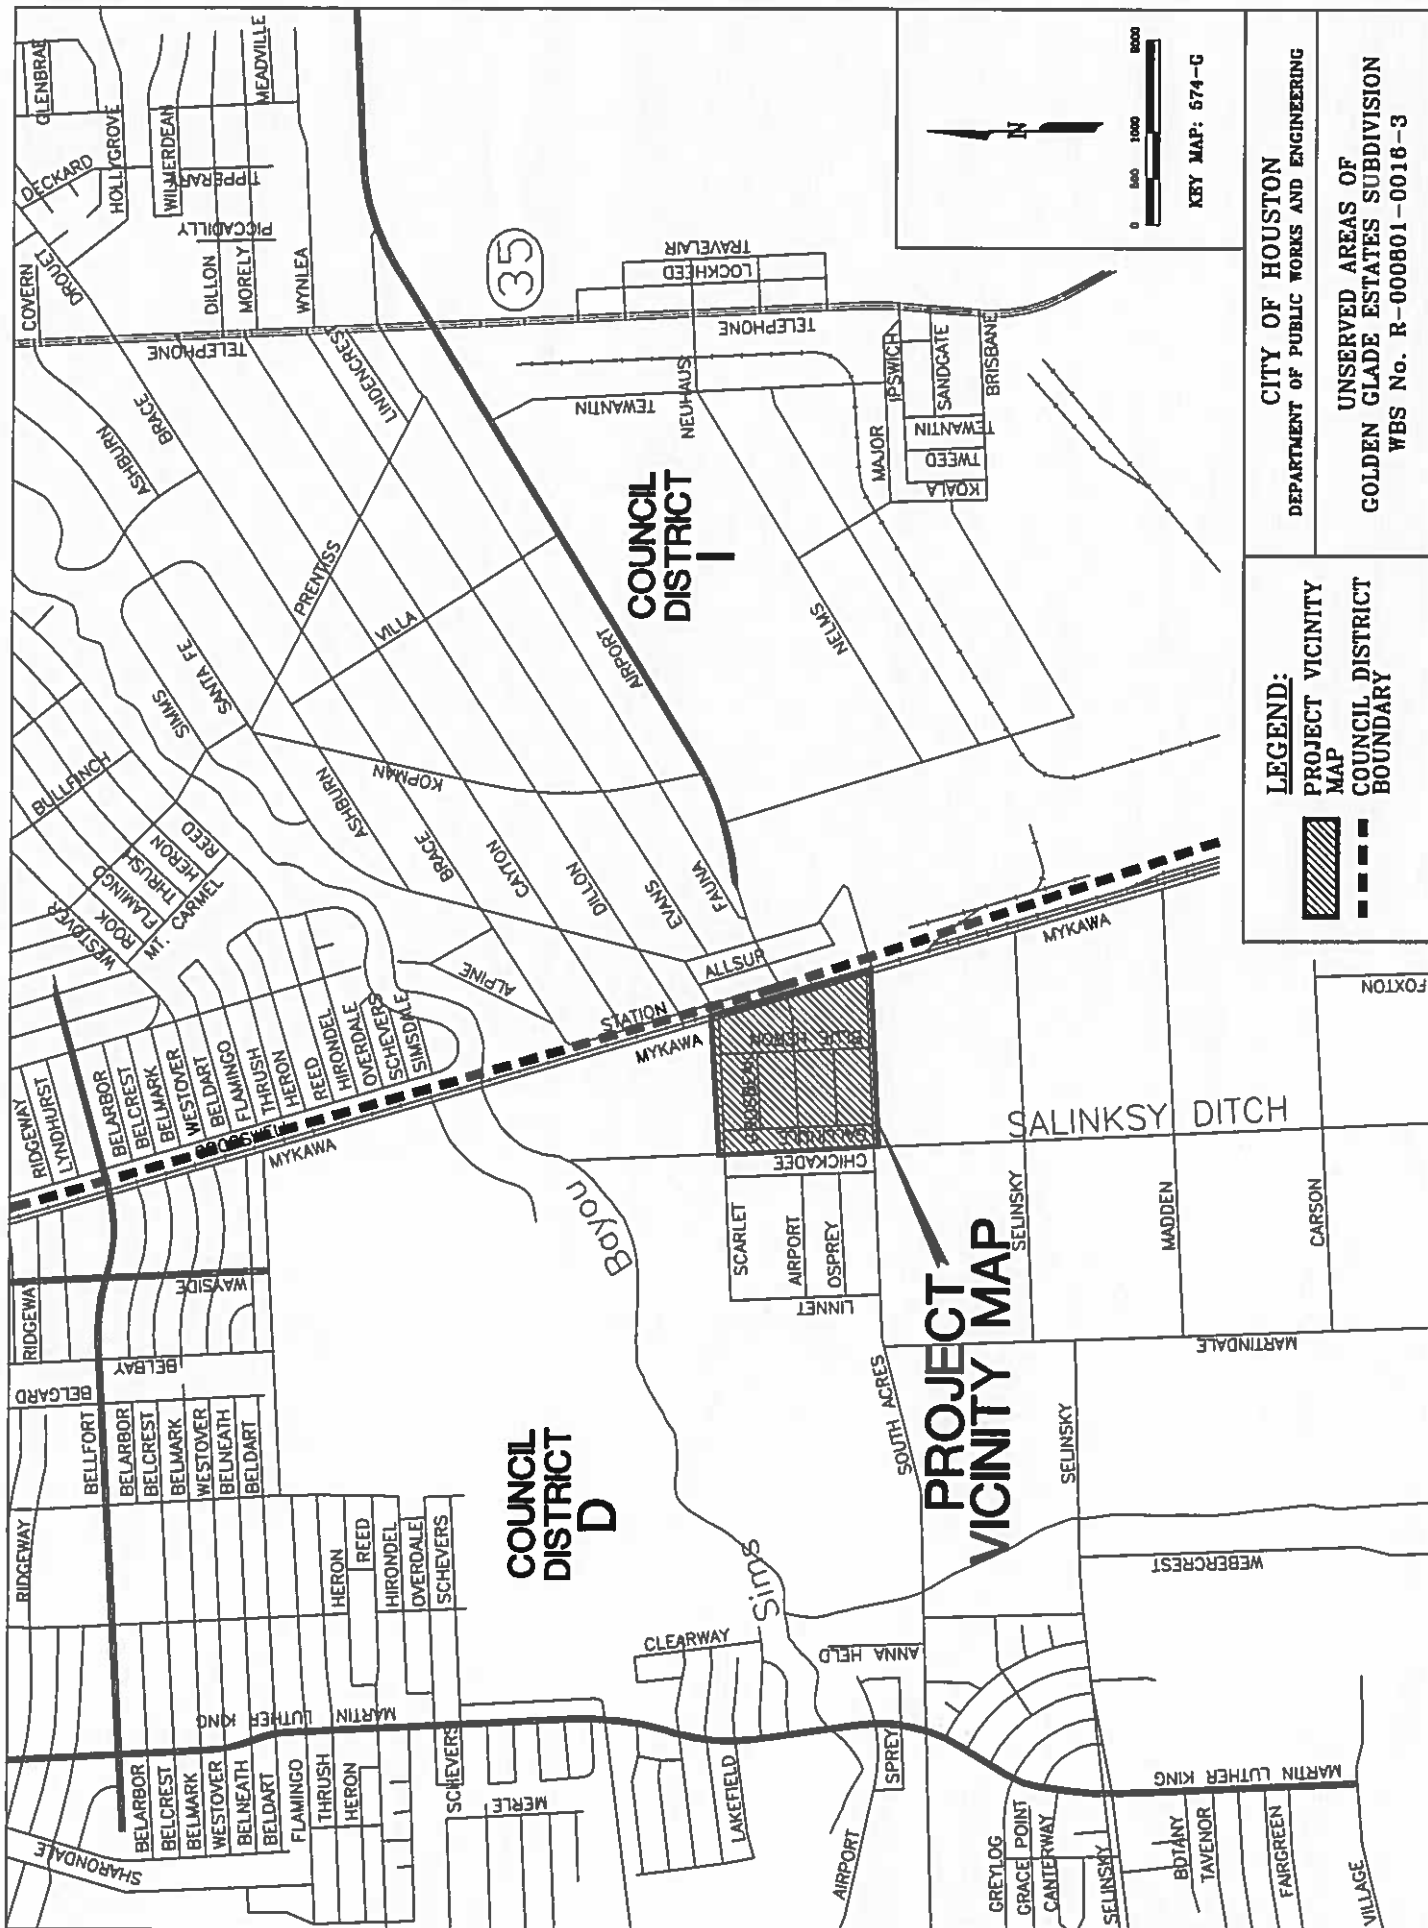 SHARONDALE
BELARBOR
BELCREST
BELMARK
WESTOVER
BELNEATH
BELDART
FLAMINGO
THRUSH
HERON
MARTIN LUTHER KING
SCHEVERS
MERLE
LAKEFIELD
AIRPORT
SPREY
GREYLOG
GRACE POINT
CANTERWAY
SELINSKY
BOTANY
TAVENOR
FAIRGREEN
VILLAGE
MARTIN LUTHER KING
RIDGEWAY
BELLFORT
BELARBOR
BELCREST
BELMARK
WESTOVER
BELNEATH
BELDART
HERON
REED
HIRONDEL
OVERDALE
SCHEVERS
CLEARWAY
ANNA HELD
WEBERCREST
SELINSKY
SOUTH ACRES
COUNCIL
DISTRICT
D
Sims
Bayou
PROJECT
VICINITY MAP
BELGARD
BELBAY
RIDGEWAY
WAYSIDE
RIDGEWAY
LYNDHURST
BELARBOR
BELCREST
BELMARK
WESTOVER
BELDART
FLAMINGO
THRUSH
HERON
REED
HIRONDEL
OVERDALE
SCHEVERS
SIMSDALE
MYKAWA
LINNET
SCARLET
AIRPORT
OSPREY
CHICKADEE
GROSBEAK
BLUE HERON
SELINSKY
MADDEN
CARSON
MARTINDALE
SALINKSY DITCH
FOXTON
MYKAWA
MYKAWA
STATION
ALLSUP
ALPINE
WESTOVER
ROOK
FLAMINGO
THRUSH
HERON
REED
MT. CARMEL
BULLFINCH
SIMMS
SANTA FE
ASHBURN
BRACE
CAYTON
DILLON
EVANS
FAUNA
KOPMAN
AIRPORT
VILLA
PRENTISS
ASHBURN
BRACE
LINDENCREST
TELEPHONE
COUNCIL
DISTRICT
I
NELMS
NEUHAUS
TEWANTIN
MAJOR
IPSWICH
SANDGATE
BRISBANE
TEWANTIN
TWEED
KOALA
TELEPHONE
LOCKHEED
TRAVELAIR
35
COVERN
DROUET
DECKARD
GLENBRAE
HOLLYGROVE
WILMERDEAN
TIPPERARY
PICCADILLY
DILLON
MORELY
WYNLEA
MEADVILLE
N
0 500 1000 2000
KEY MAP: 574-G
LEGEND:
PROJECT VICINITY
MAP
COUNCIL DISTRICT
BOUNDARY
CITY OF HOUSTON
DEPARTMENT OF PUBLIC WORKS AND ENGINEERING
UNSERVED AREAS OF
GOLDEN GLADE ESTATES SUBDIVISION
WBS No. R-000801-0016-3